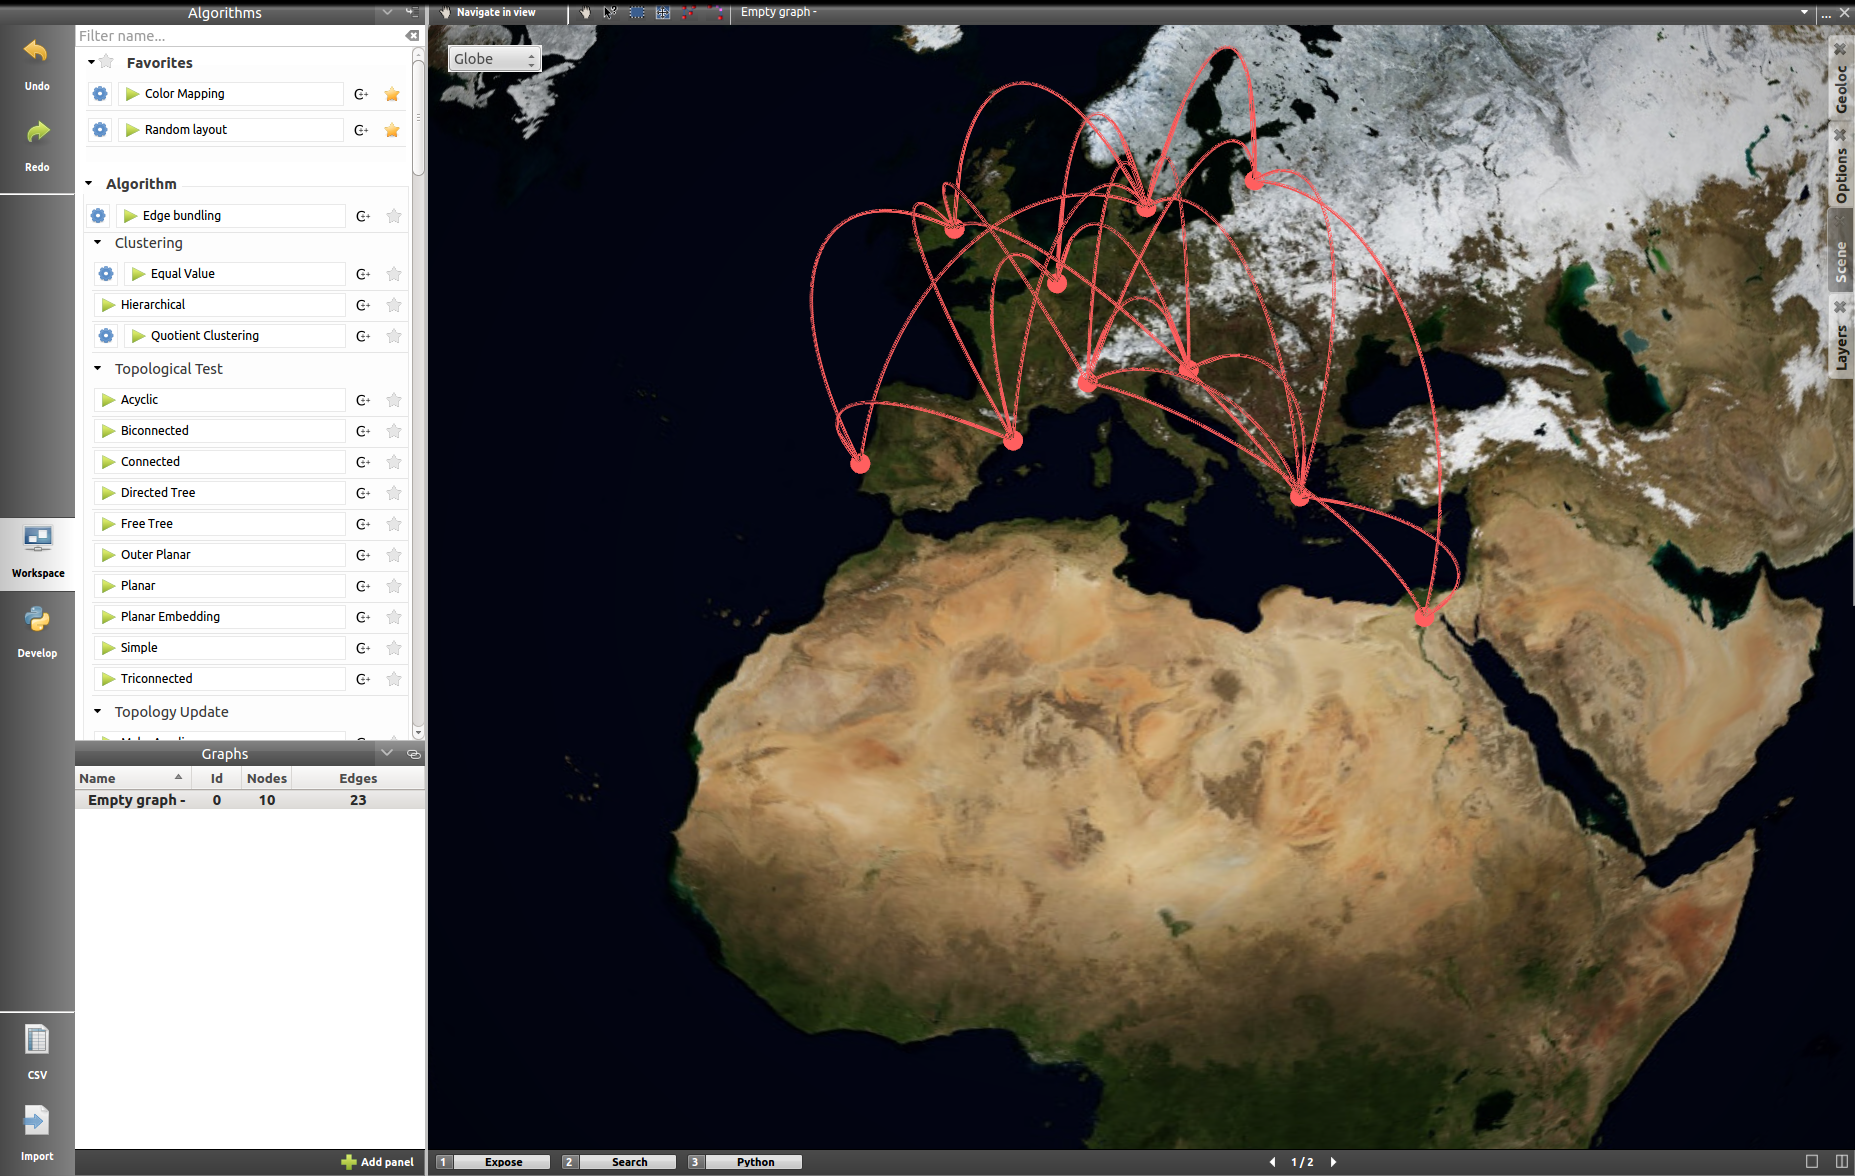 Algorithms
Navigate in view
Empty graph -
...
Undo
Redo
Workspace
Develop
CSV
Import
Filter name...
Favorites
Color Mapping
Random layout
Algorithm
Edge bundling
Clustering
Equal Value
Hierarchical
Quotient Clustering
Topological Test
Acyclic
Biconnected
Connected
Directed Tree
Free Tree
Outer Planar
Planar
Planar Embedding
Simple
Triconnected
Topology Update
Graphs
Name Id Nodes Edges
Empty graph - 0 10 23
Add panel
Globe
Geoloc
Options
Scene
Layers
1 Expose 2 Search 3 Python
1 / 2